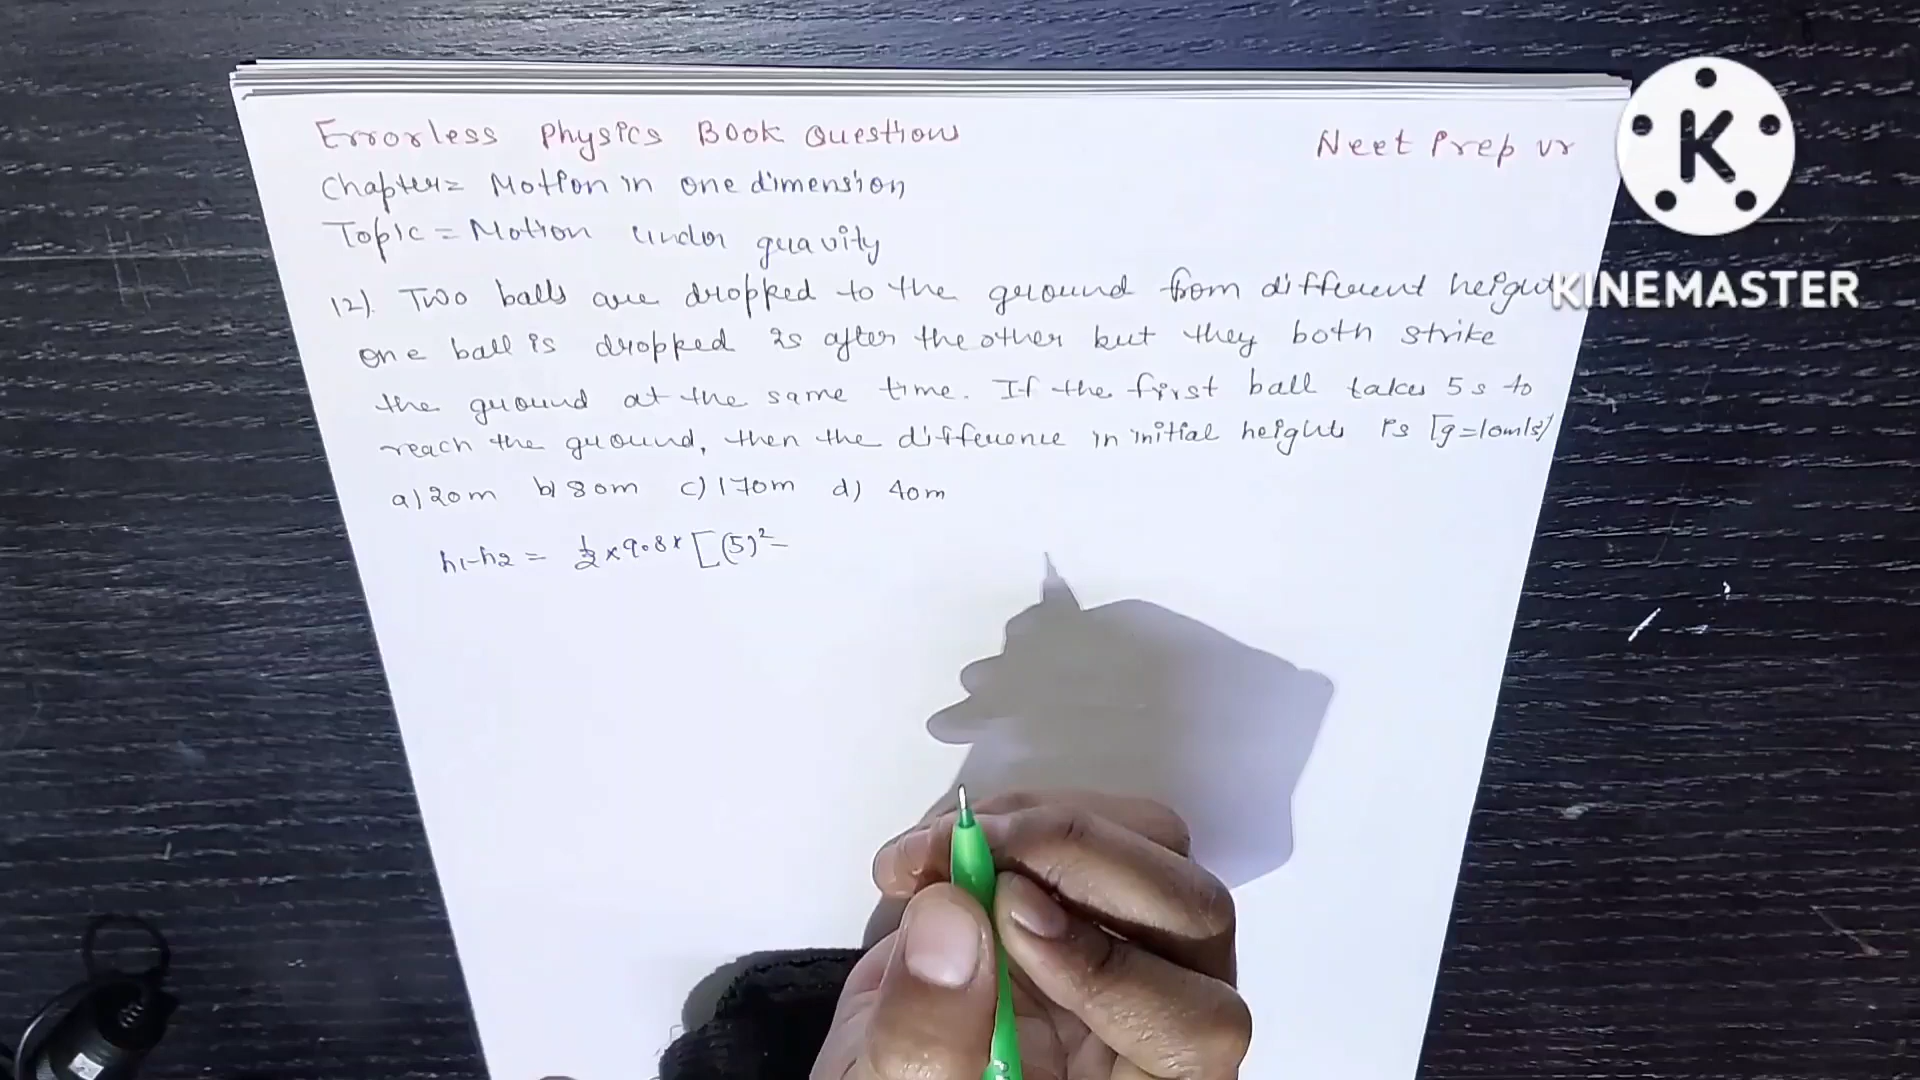 Errorless Physics Book Question
Neet Prep vr
K
KINEMASTER
Chapter= Motion in one dimension
Topic = Motion under gravity
12). Two balls are dropped to the ground from different height
one ball is dropped 2s after the other but they both strike
the ground at the same time. If the first ball takes 5s to
reach the ground, then the difference in initial heights is [g=10m/s]
a) 20m b) 80m c) 170m d) 40m
h1-h2 = 1/2 x 9.8 x [(5)² -